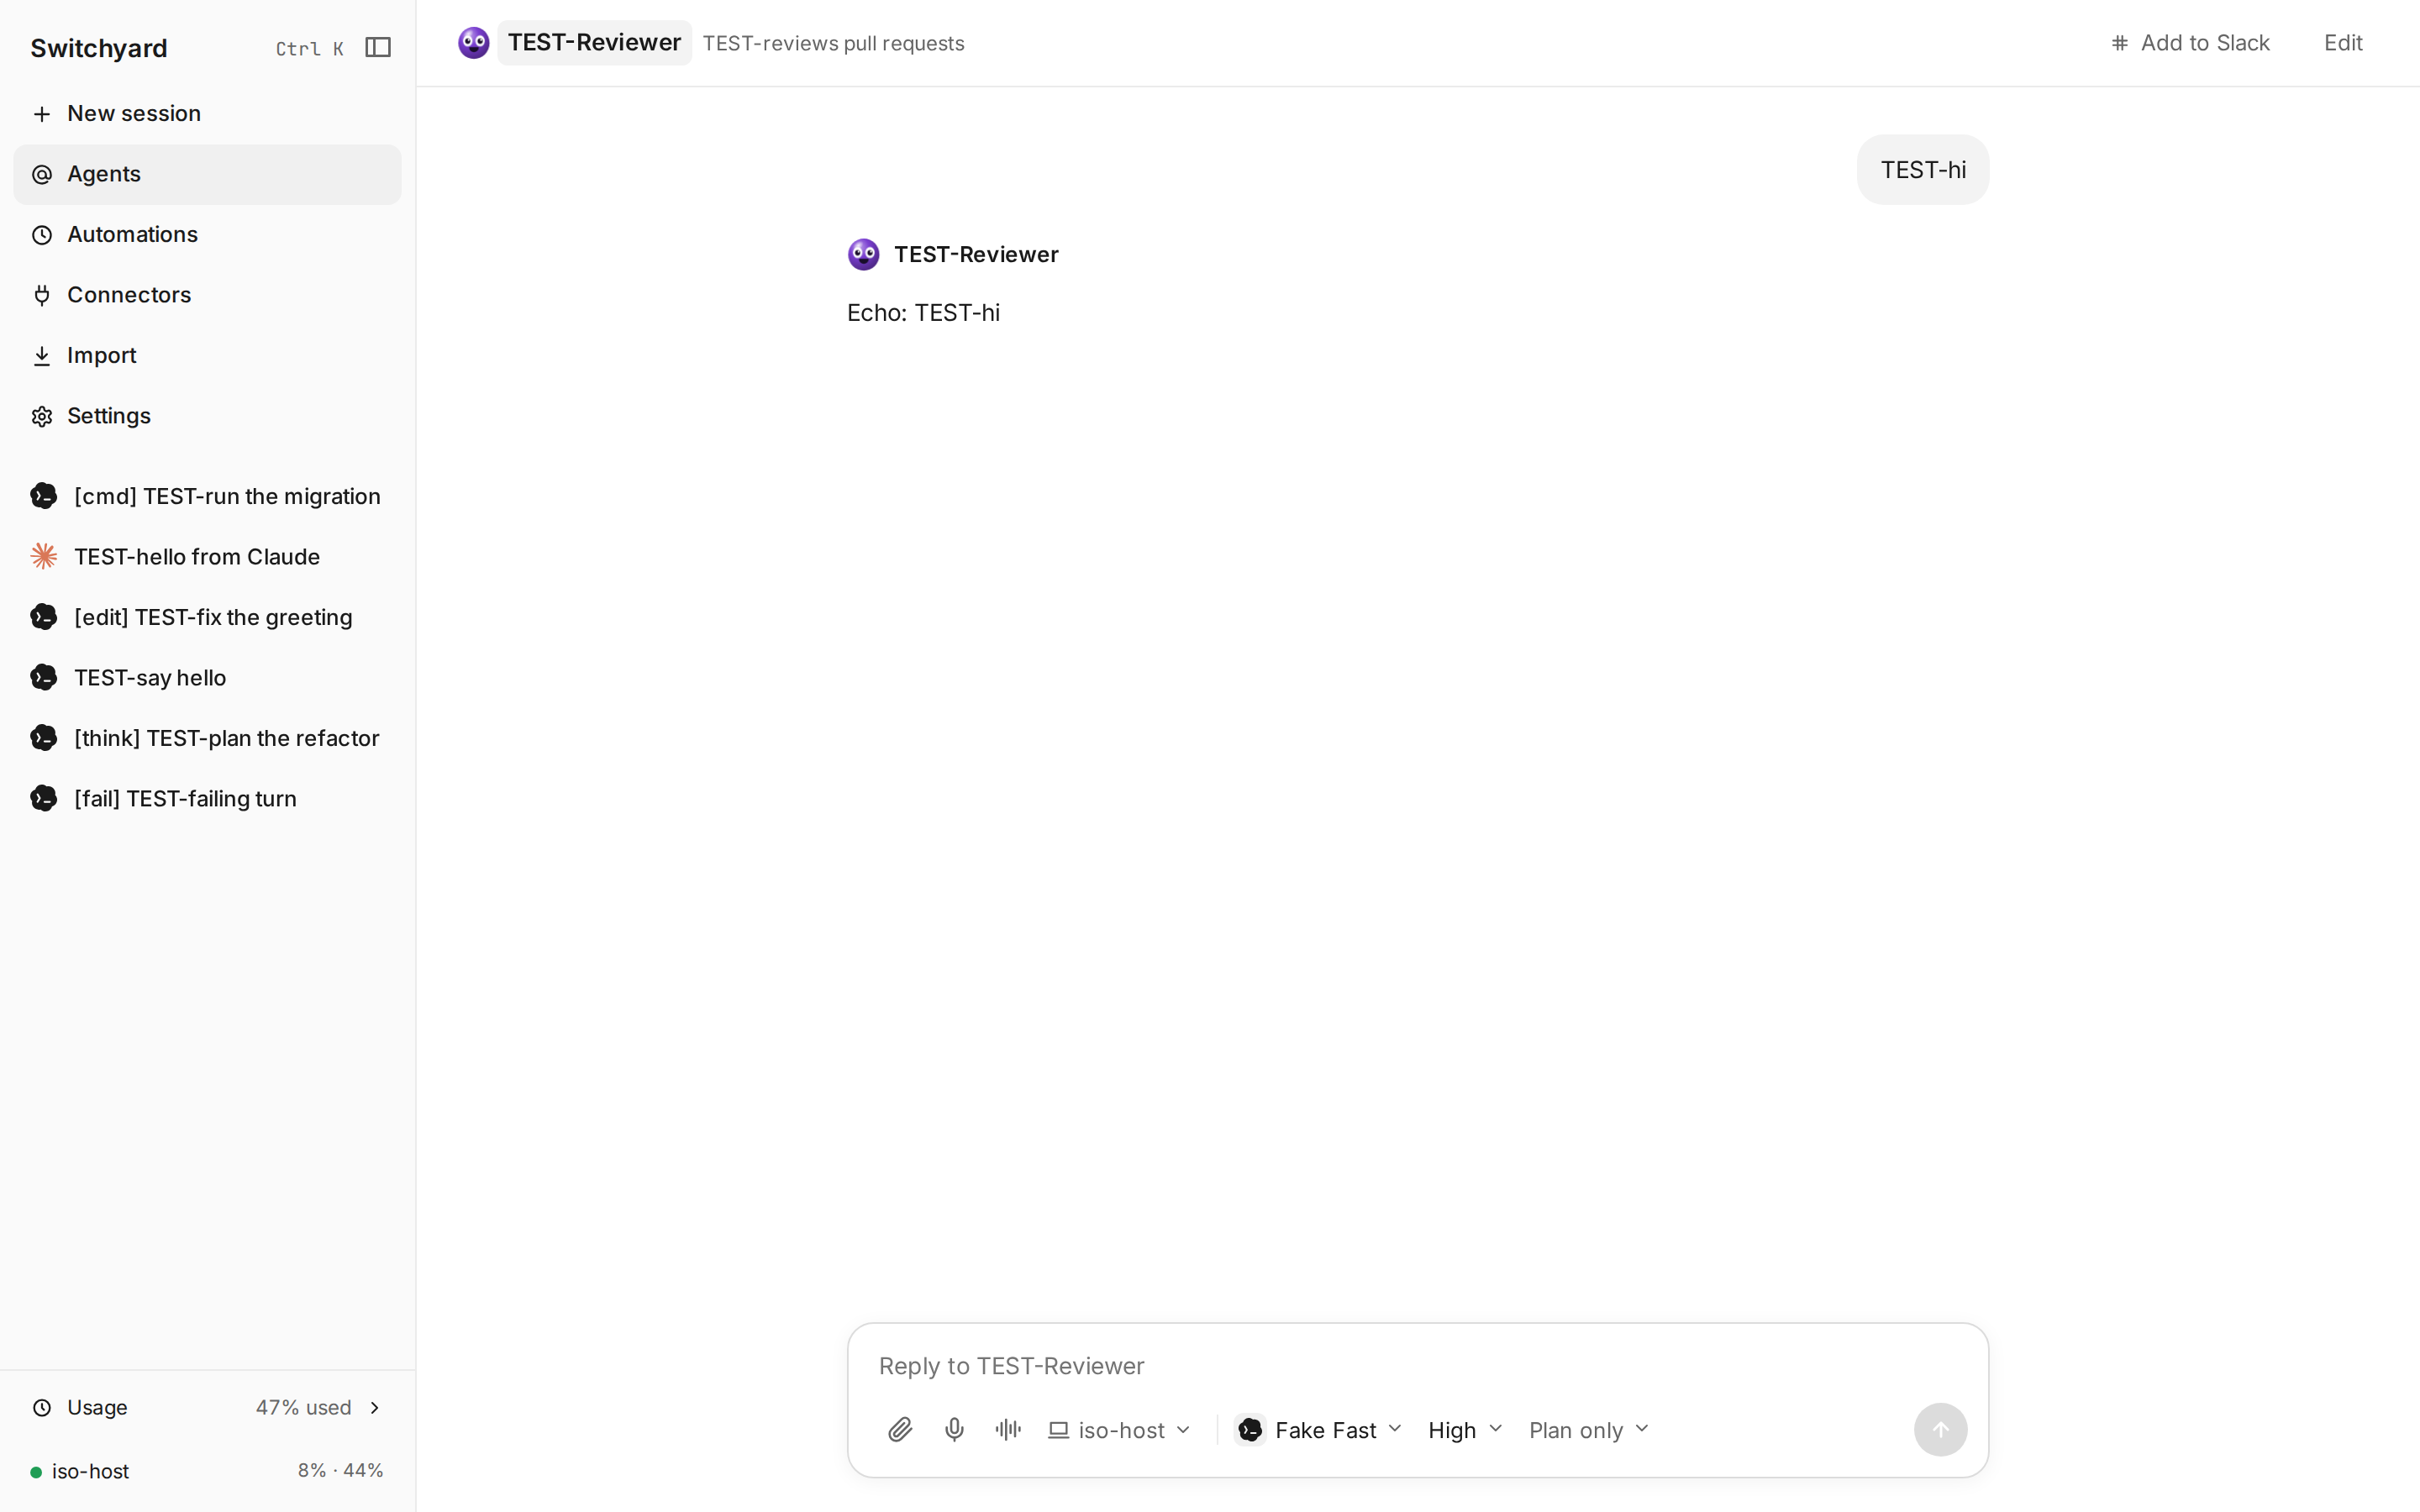 Switchyard
Ctrl K
New session
Agents
Automations
Connectors
Import
Settings
[cmd] TEST-run the migration
TEST-hello from Claude
[edit] TEST-fix the greeting
TEST-say hello
[think] TEST-plan the refactor
[fail] TEST-failing turn
Usage 47% used
iso-host 8% · 44%
TEST-Reviewer TEST-reviews pull requests
Add to Slack Edit
TEST-hi
TEST-Reviewer
Echo: TEST-hi
Reply to TEST-Reviewer
iso-host Fake Fast High Plan only